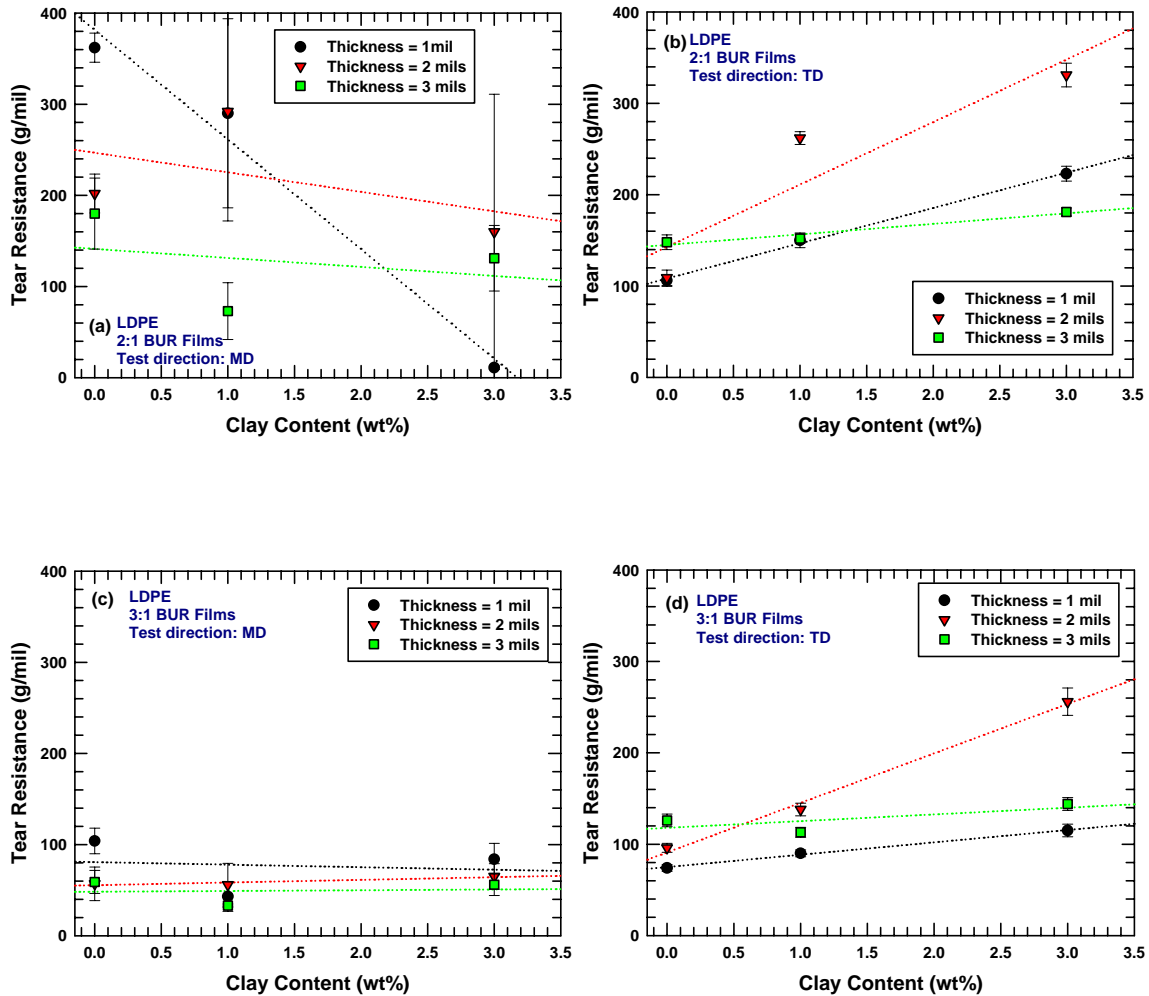 Tear Resistance (g/mil)
400
300
200
100
0
Thickness = 1mil
Thickness = 2 mils
Thickness = 3 mils
(a) LDPE
2:1 BUR Films
Test direction: MD
0.0 0.5 1.0 1.5 2.0 2.5 3.0 3.5
Clay Content (wt%)
Tear Resistance (g/mil)
400
300
200
100
0
(b) LDPE
2:1 BUR Films
Test direction: TD
Thickness = 1 mil
Thickness = 2 mils
Thickness = 3 mils
0.0 0.5 1.0 1.5 2.0 2.5 3.0 3.5
Clay Content (wt%)
Tear Resistance (g/mil)
400
300
200
100
0
(c) LDPE
3:1 BUR Films
Test direction: MD
Thickness = 1 mil
Thickness = 2 mils
Thickness = 3 mils
0.0 0.5 1.0 1.5 2.0 2.5 3.0 3.5
Clay Content (wt%)
Tear Resistance (g/mil)
400
300
200
100
0
(d) LDPE
3:1 BUR Films
Test direction: TD
Thickness = 1 mil
Thickness = 2 mils
Thickness = 3 mils
0.0 0.5 1.0 1.5 2.0 2.5 3.0 3.5
Clay Content (wt%)